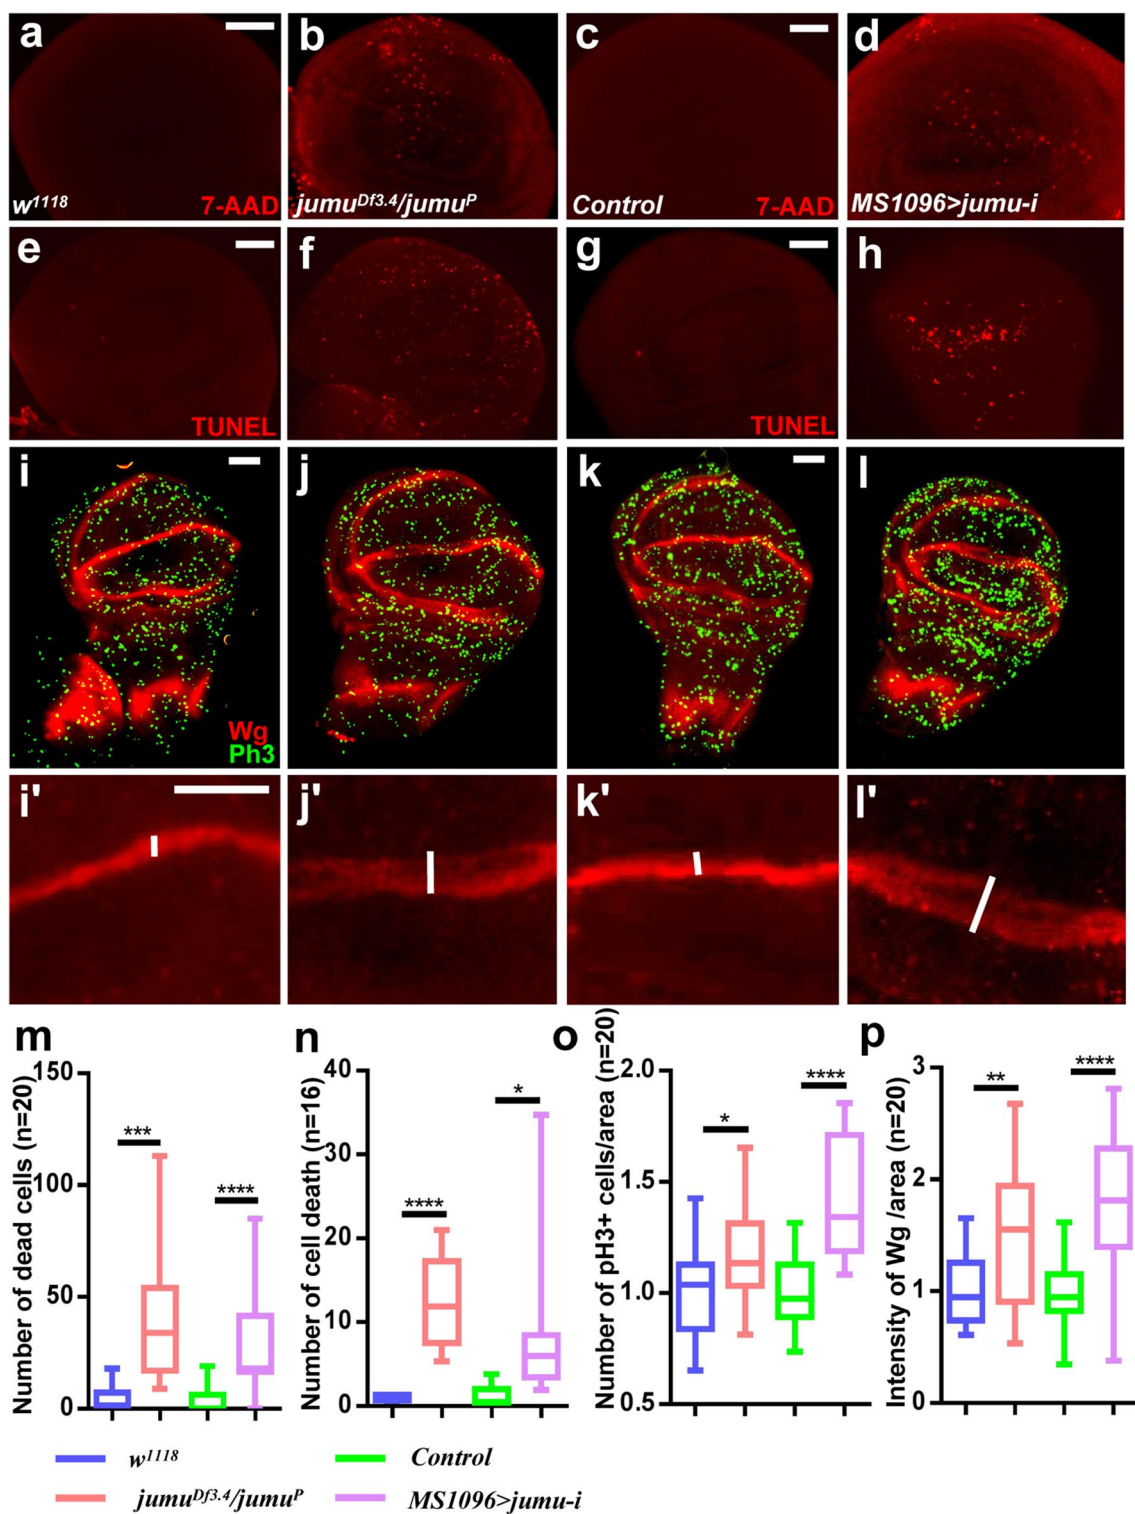 a b c d
w1118 7-AAD jumuDf3.4/jumuP Control 7-AAD MS1096>jumu-i
e f g h
TUNEL TUNEL
i j k l
Wg
Ph3
i' j' k' l'
m n o p
Number of dead cells (n=20)
150
100
50
0
*** ****
Number of cell death (n=16)
40
30
20
10
0
**** *
Number of pH3+ cells/area (n=20)
2.0
1.5
1.0
0.5
* ****
Intensity of Wg /area (n=20)
3
2
1
0
** ****
w1118 Control
jumuDf3.4/jumuP MS1096>jumu-i